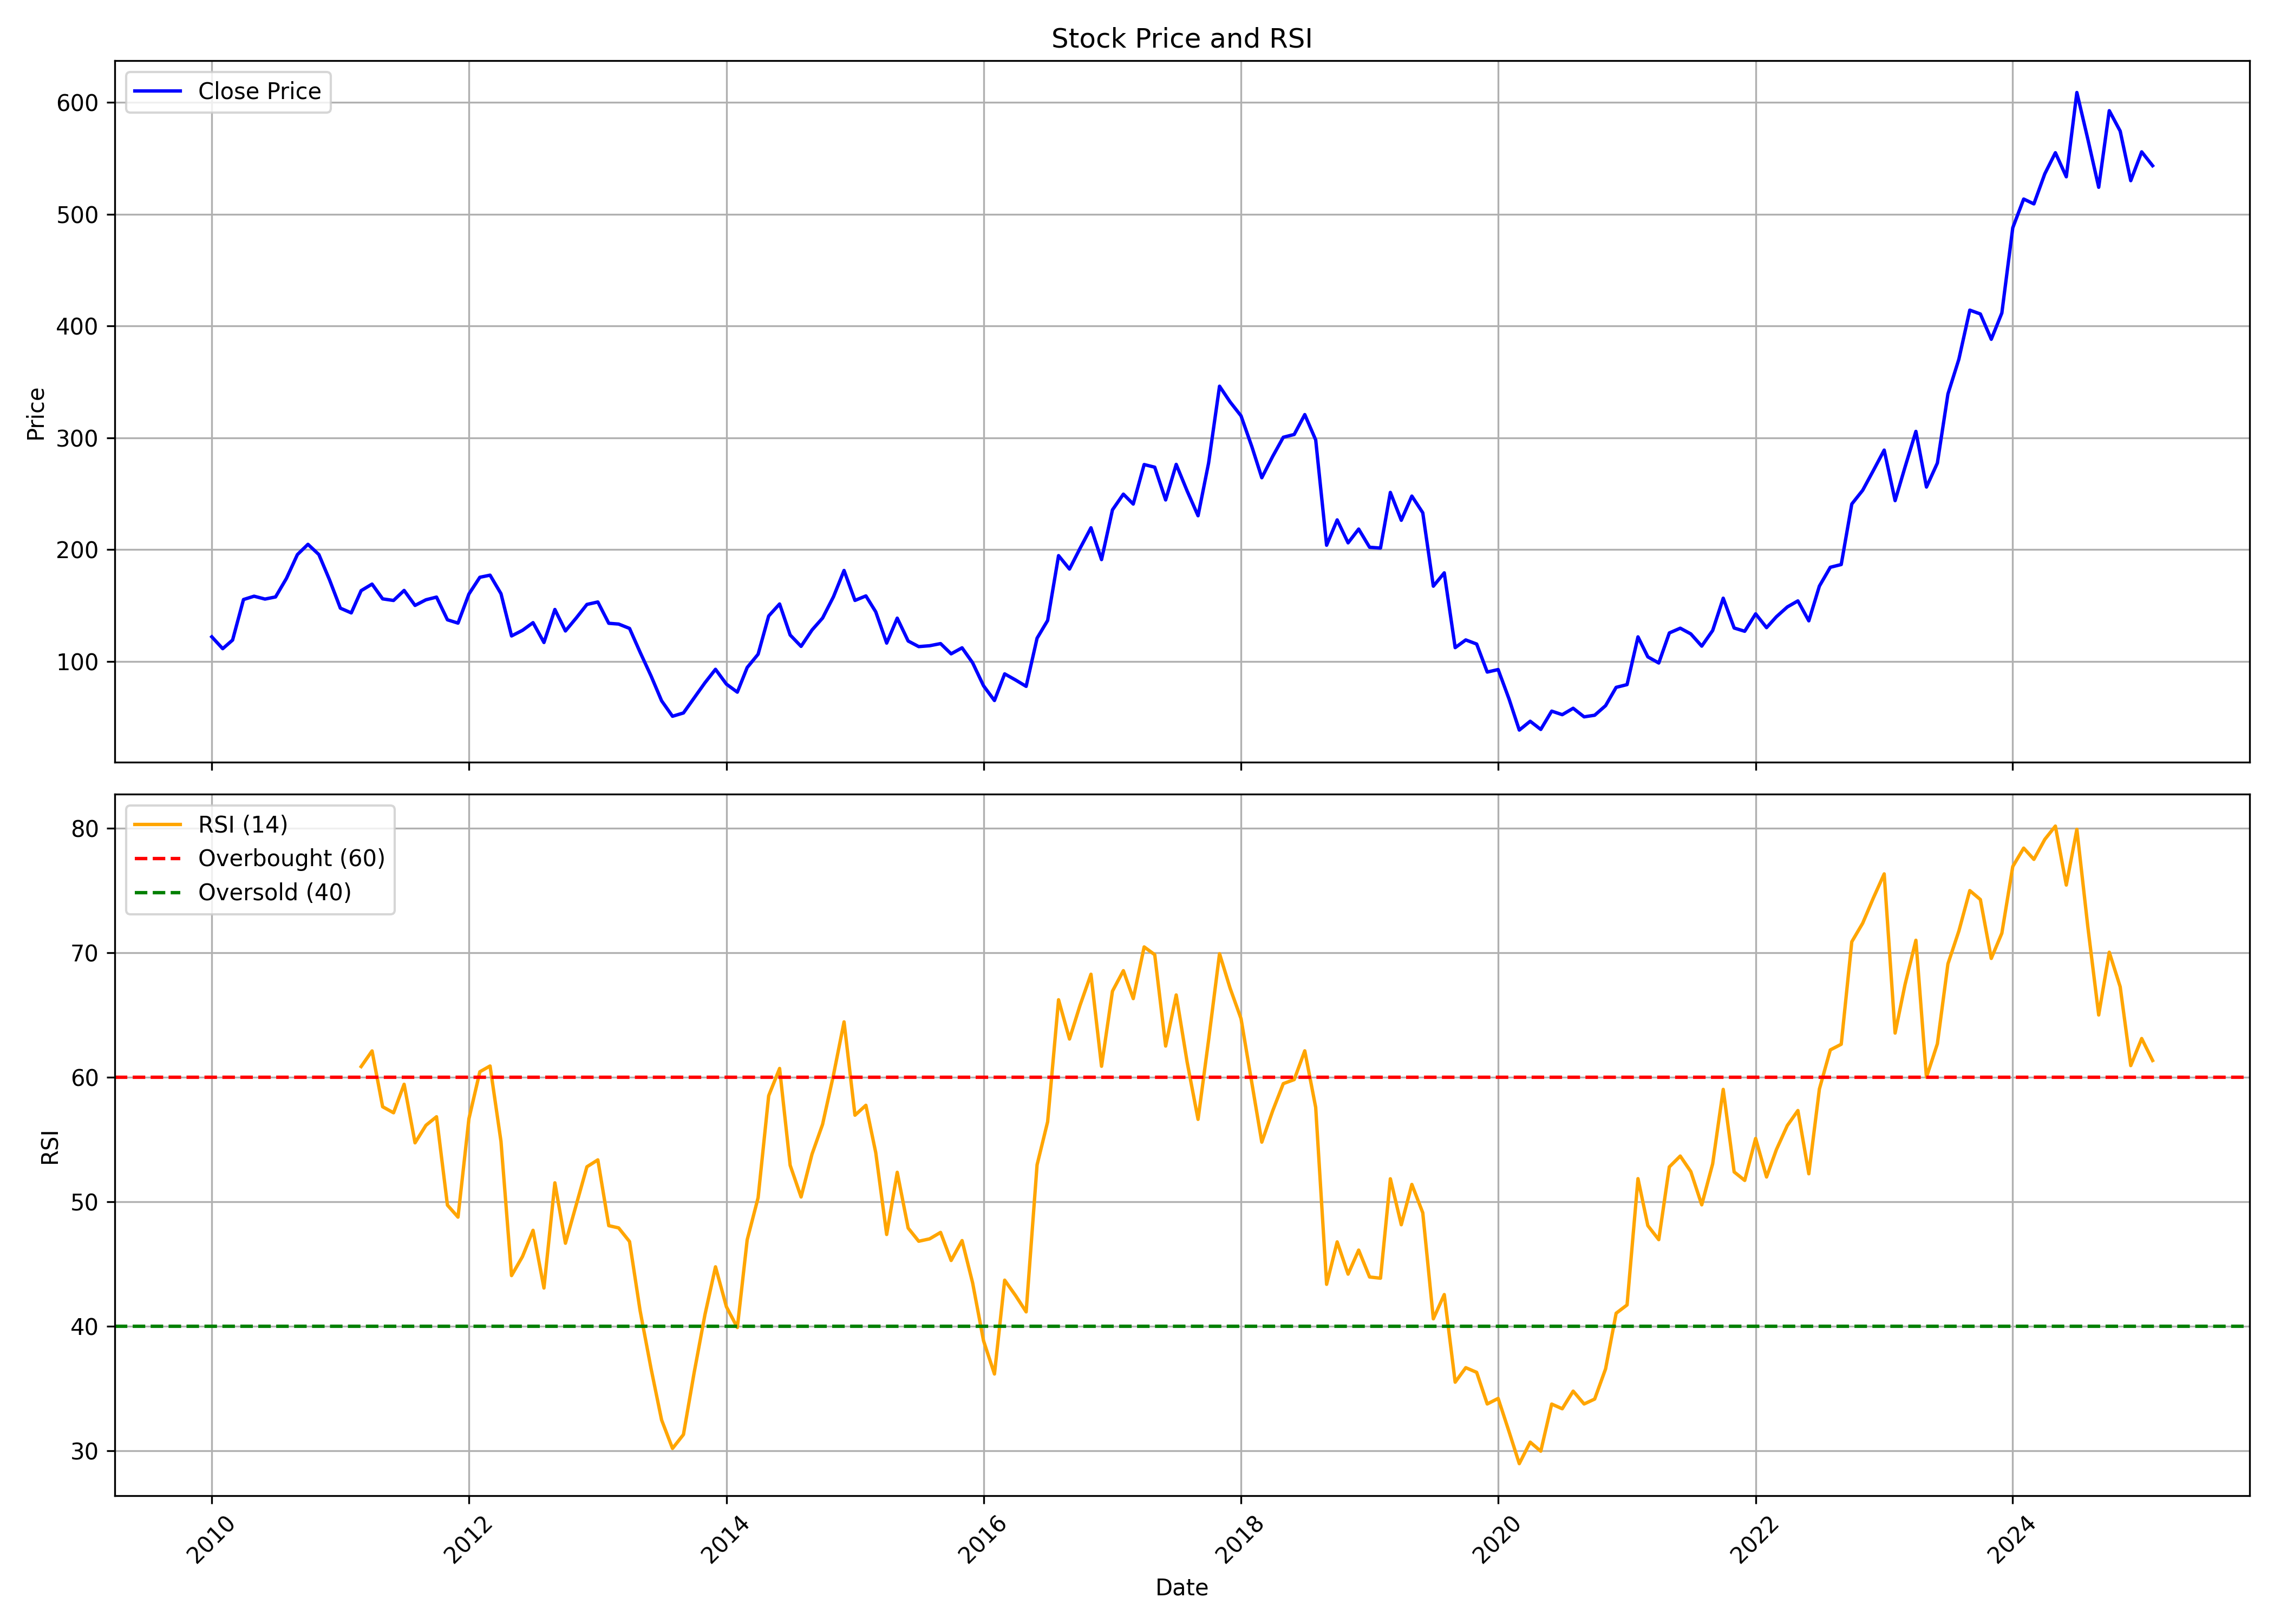 Stock Price and RSI
Close Price
600
500
400
300
200
100
Price
RSI (14)
Overbought (60)
Oversold (40)
80
70
60
50
40
30
RSI
2010 2012 2014 2016 2018 2020 2022 2024
Date